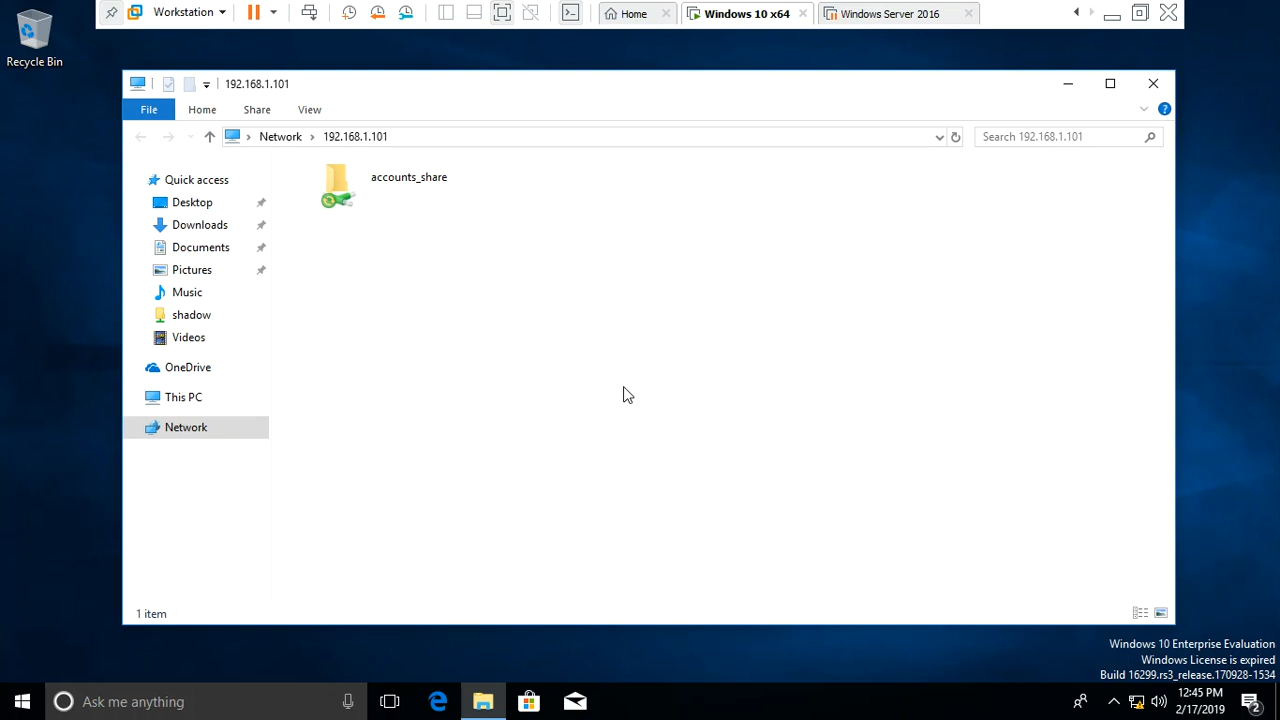 Workstation
Home
Windows 10 x64
Windows Server 2016
Recycle Bin
192.168.1.101
File
Home
Share
View
Network
192.168.1.101
Search 192.168.1.101
Quick access
Desktop
Downloads
Documents
Pictures
Music
shadow
Videos
OneDrive
This PC
Network
accounts_share
1 item
Windows 10 Enterprise Evaluation
Windows License is expired
Build 16299.rs3_release.170928-1534
Ask me anything
12:45 PM
2/17/2019
2